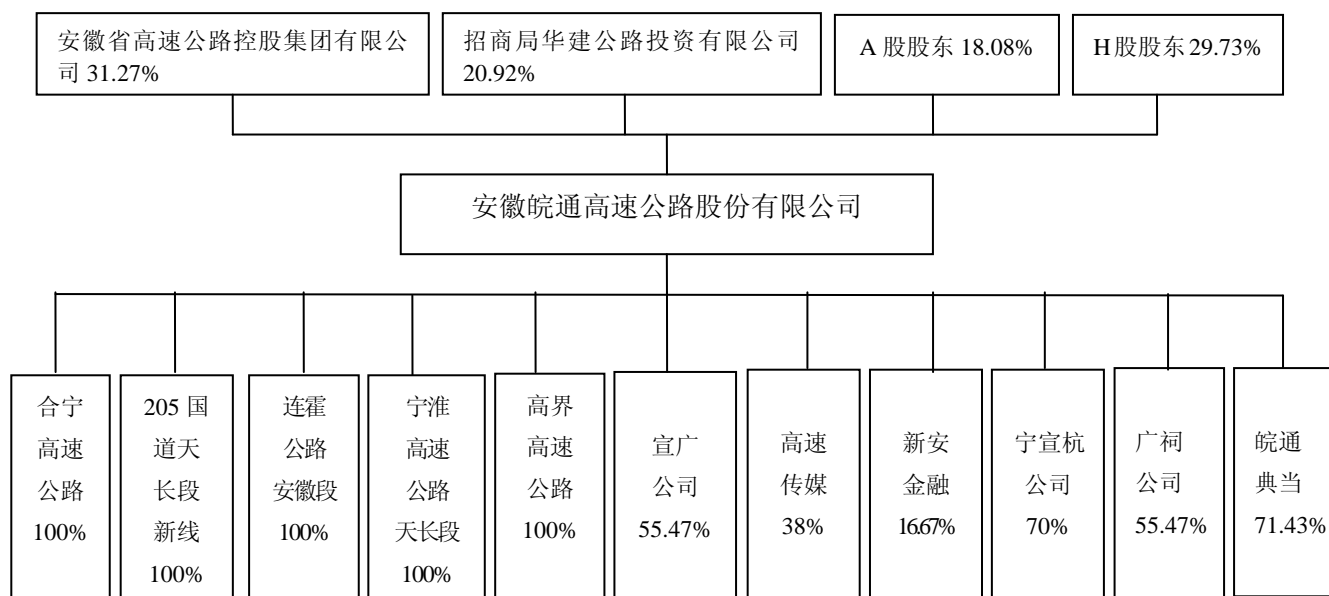 安徽省高速公路控股集团有限公
司 31.27%
招商局华建公路投资有限公司
20.92%
A 股股东 18.08%
H 股股东 29.73%
安徽皖通高速公路股份有限公司
合宁
高速
公路
100%
205 国
道天
长段
新线
100%
连霍
公路
安徽段
100%
宁淮
高速
公路
天长段
100%
高界
高速
公路
100%
宣广
公司
55.47%
高速
传媒
38%
新安
金融
16.67%
宁宣杭
公司
70%
广祠
公司
55.47%
皖通
典当
71.43%